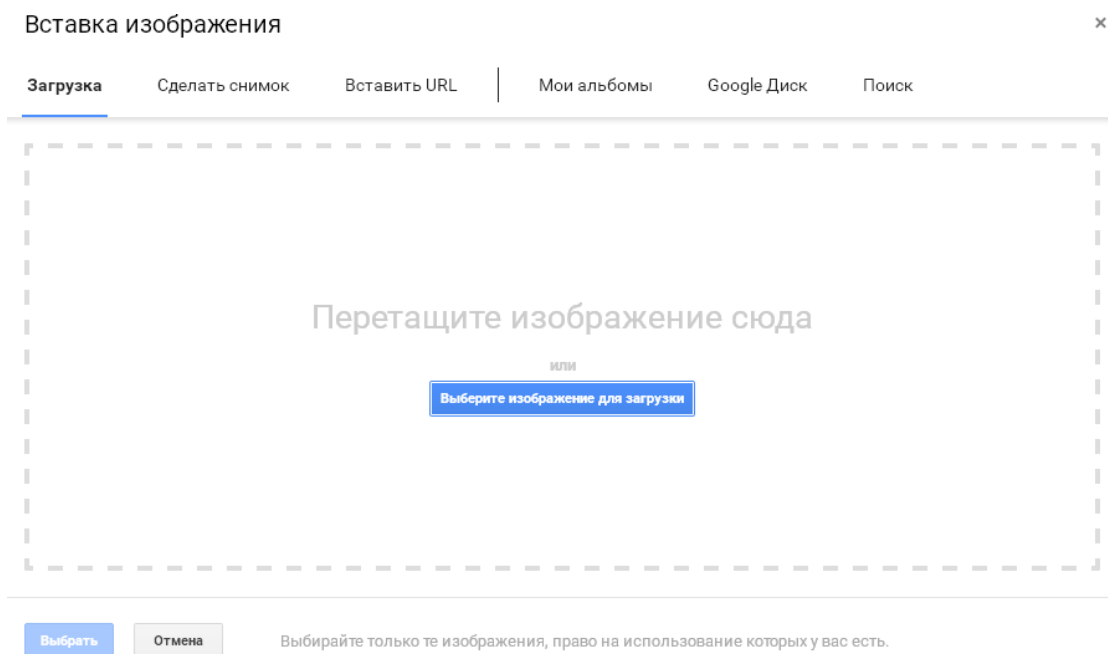 Вставка изображения
Загрузка Сделать снимок Вставить URL Мои альбомы Google Диск Поиск
Перетащите изображение сюда
или
Выберите изображение для загрузки
Выбрать Отмена Выбирайте только те изображения, право на использование которых у вас есть.